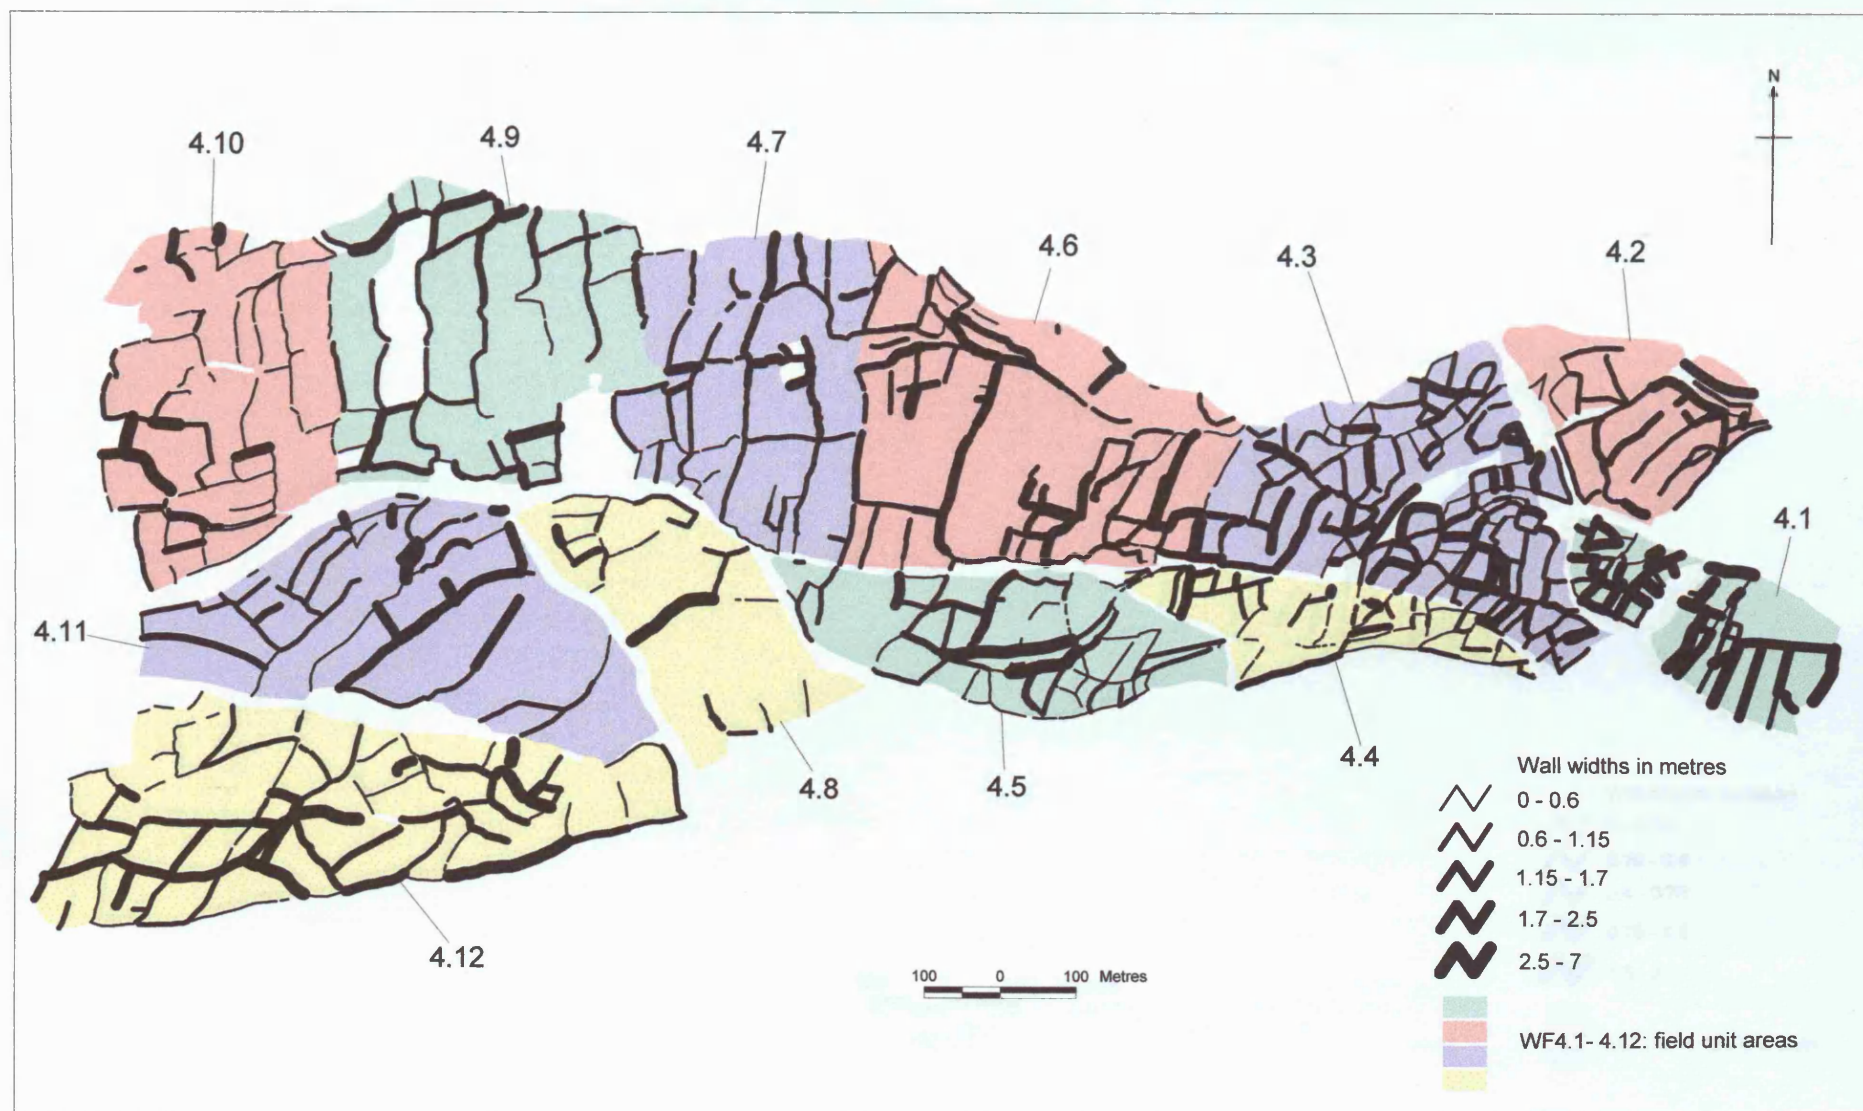 N
4.10
4.9
4.7
4.6
4.3
4.2
4.1
4.11
4.8
4.5
4.4
4.12
Wall widths in metres
0 - 0.6
0.6 - 1.15
1.15 - 1.7
1.7 - 2.5
2.5 - 7
100 0 100 Metres
WF4.1- 4.12: field unit areas